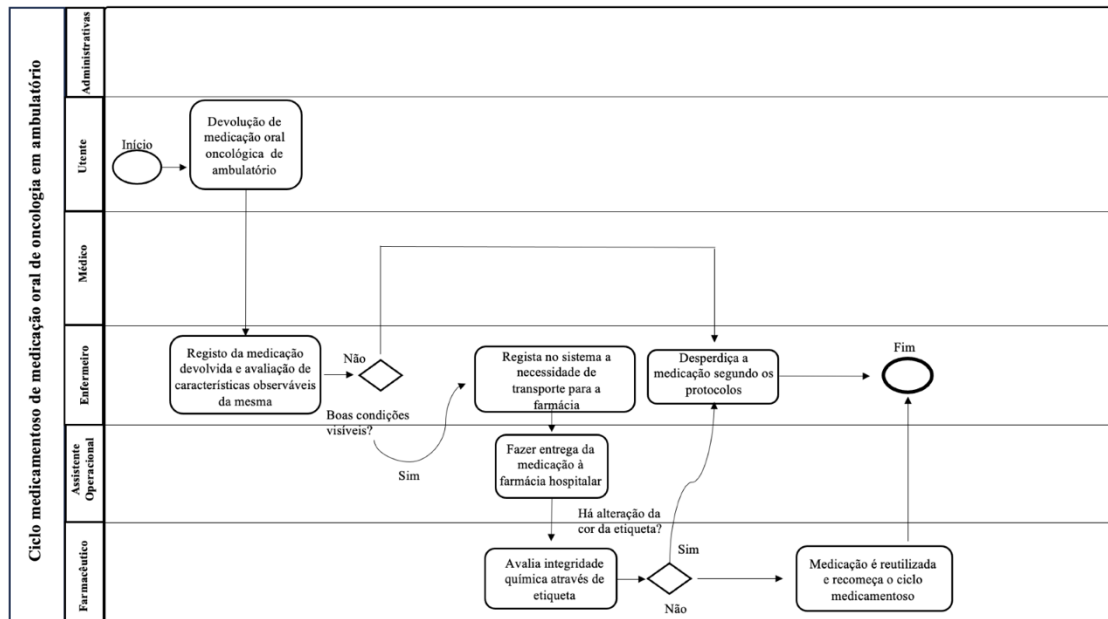 Ciclo medicamentoso de medicação oral de oncologia em ambulatório
Administrativas
Utente
Início
Devolução de
medicação oral
oncológica de
ambulatório
Médico
Enfermeiro
Registo da medicação
devolvida e avaliação de
características observáveis
da mesma
Não
Boas condições
visíveis?
Sim
Regista no sistema a
necessidade de
transporte para a
farmácia
Desperdiça a
medicação segundo os
protocolos
Fim
Assistente
Operacional
Fazer entrega da
medicação à
farmácia hospitalar
Há alteração da
cor da etiqueta?
Farmacêutico
Avalia integridade
química através de
etiqueta
Sim
Não
Medicação é reutilizada
e recomeça o ciclo
medicamentoso